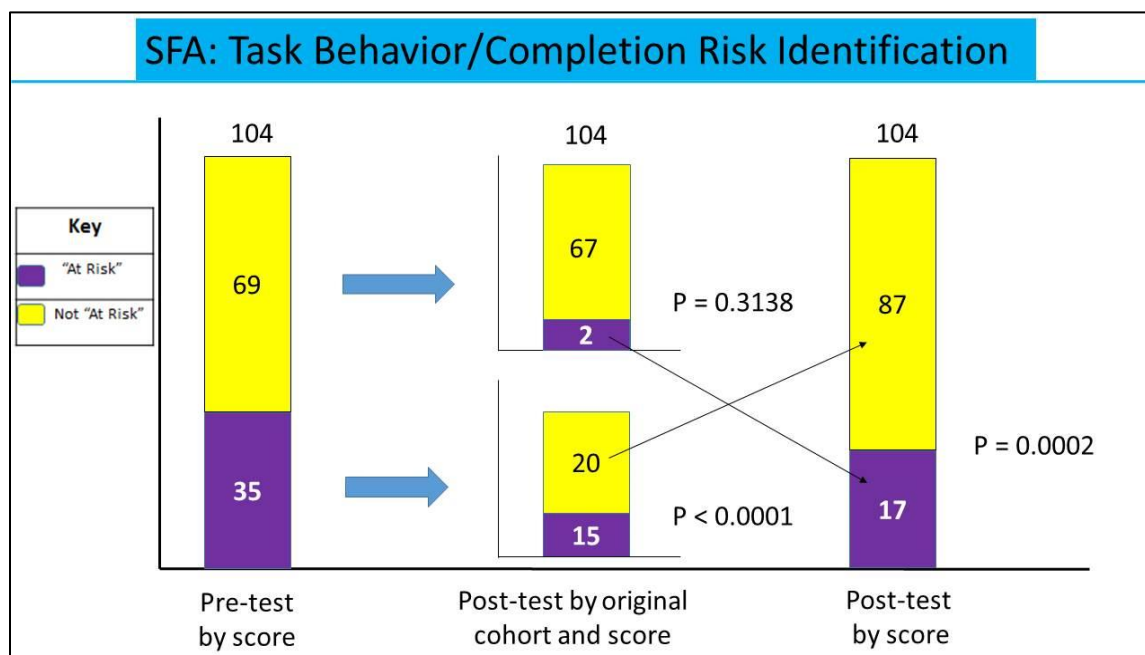 SFA: Task Behavior/Completion Risk Identification
104
104
104
Key
"At Risk"
Not "At Risk"
69
67
2
P = 0.3138
87
35
20
15
P < 0.0001
17
P = 0.0002
Pre-test
by score
Post-test by original
cohort and score
Post-test
by score